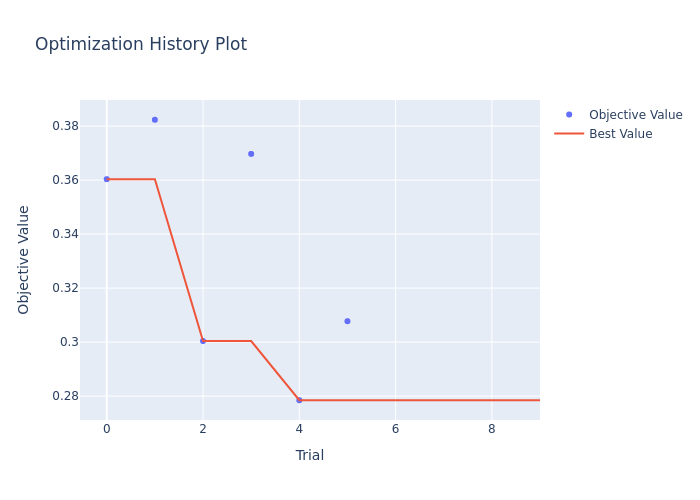 Optimization History Plot
Objective Value
Best Value
0.38
0.36
0.34
0.32
0.3
0.28
Objective Value
0
2
4
6
8
Trial